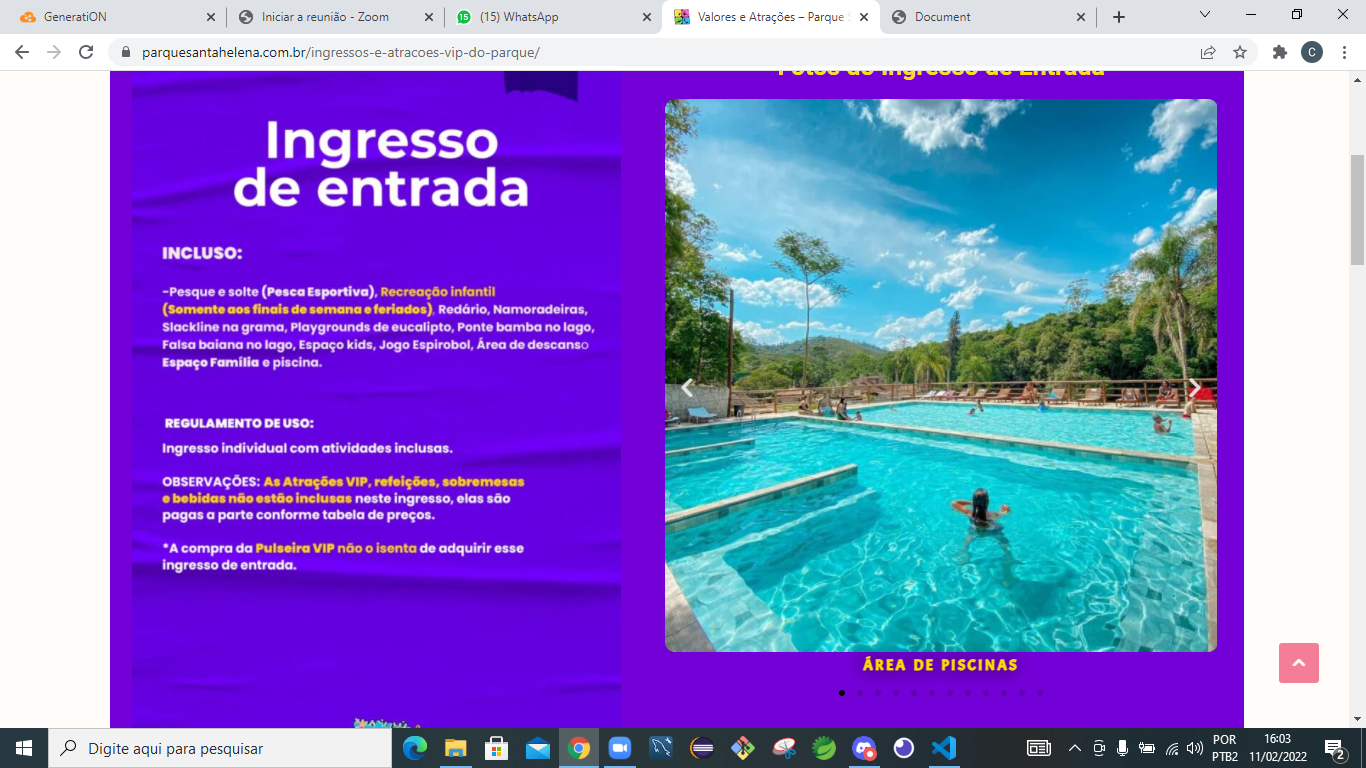 GeneratiON
Iniciar a reunião - Zoom
(15) WhatsApp
Valores e Atrações – Parque S
Document
parquesantahelena.com.br/ingressos-e-atracoes-vip-do-parque/
C
Fotos do Ingresso de Entrada
Ingresso
de entrada
INCLUSO:
-Pesque e solte (Pesca Esportiva), Recreação infantil
(Somente aos finais de semana e feriados), Redário, Namoradeiras,
Slackline na grama, Playgrounds de eucalipto, Ponte bamba no lago,
Falsa baiana no lago, Espaço kids, Jogo Espirobol, Área de descanso
Espaço Família e piscina.
REGULAMENTO DE USO:
Ingresso individual com atividades inclusas.
OBSERVAÇÕES: As Atrações VIP, refeições, sobremesas
e bebidas não estão inclusas neste ingresso, elas são
pagas a parte conforme tabela de preços.
*A compra da Pulseira VIP não o isenta de adquirir esse
ingresso de entrada.
ÁREA DE PISCINAS
Digite aqui para pesquisar
POR
PTB2
16:03
11/02/2022
2